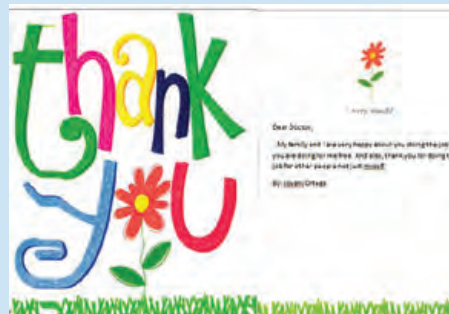 thank
you
Dear Doctor,
My family and I are very happy about you doing the job
you are doing for me free. And also, thank you for doing t
job for other people not just myself.
By: